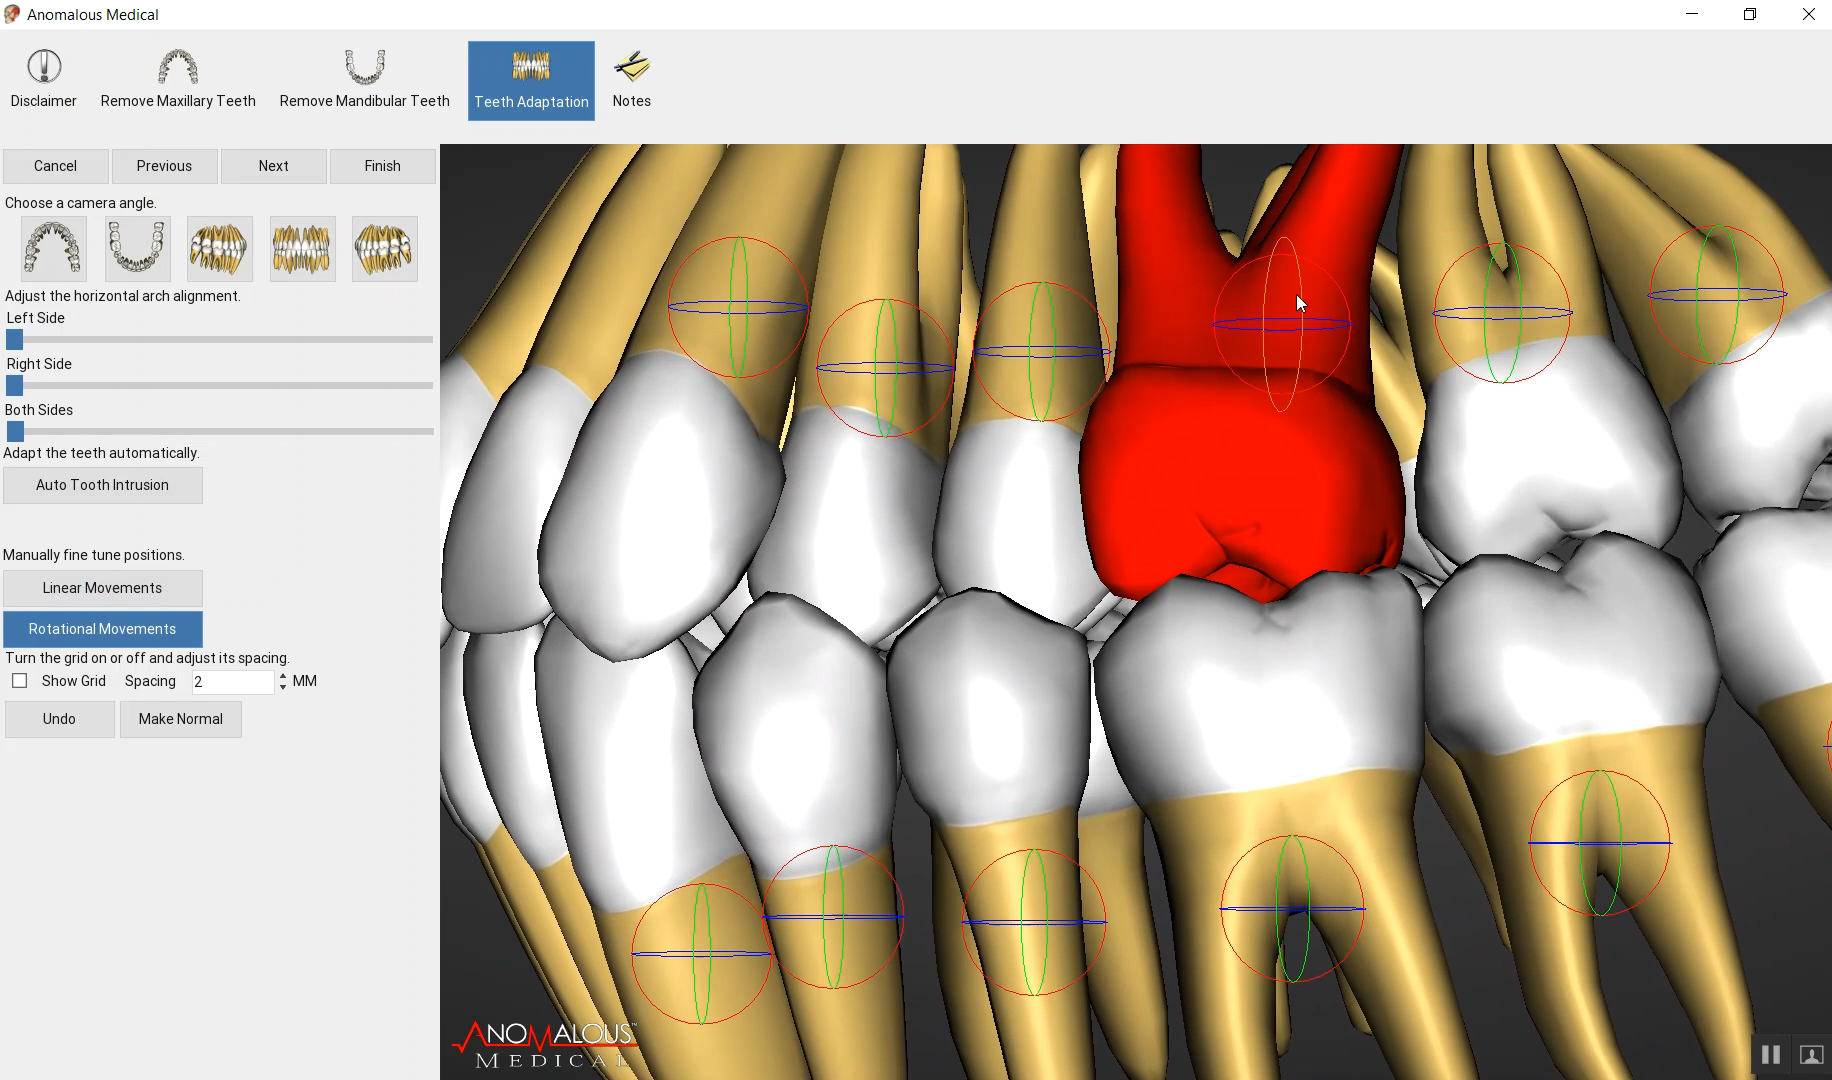 Anomalous Medical
Disclaimer
Remove Maxillary Teeth
Remove Mandibular Teeth
Teeth Adaptation
Notes
Cancel
Previous
Next
Finish
Choose a camera angle.
Adjust the horizontal arch alignment.
Left Side
Right Side
Both Sides
Adapt the teeth automatically.
Auto Tooth Intrusion
Manually fine tune positions.
Linear Movements
Rotational Movements
Turn the grid on or off and adjust its spacing.
Show Grid Spacing 2 MM
Undo
Make Normal
ANOMALOUS™
MEDICAL